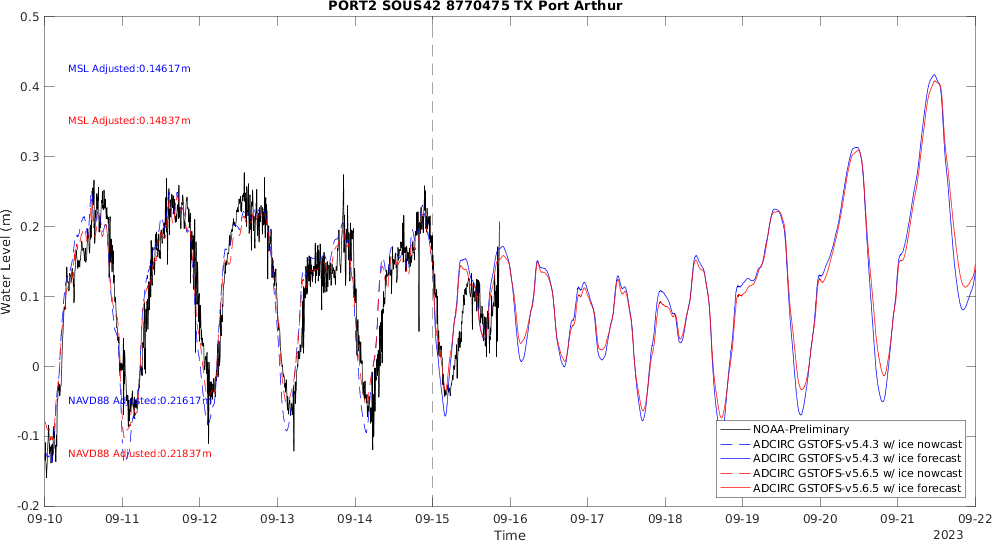 PORT2 SOUS42 8770475 TX Port Arthur
0.5
0.4
0.3
0.2
0.1
0
-0.1
-0.2
Water Level (m)
MSL Adjusted:0.14617m
MSL Adjusted:0.14837m
NAVD88 Adjusted:0.21617m
NAVD88 Adjusted:0.21837m
NOAA-Preliminary
ADCIRC GSTOFS-v5.4.3 w/ ice nowcast
ADCIRC GSTOFS-v5.4.3 w/ ice forecast
ADCIRC GSTOFS-v5.6.5 w/ ice nowcast
ADCIRC GSTOFS-v5.6.5 w/ ice forecast
09-10 09-11 09-12 09-13 09-14 09-15 09-16 09-17 09-18 09-19 09-20 09-21 09-22
Time
2023